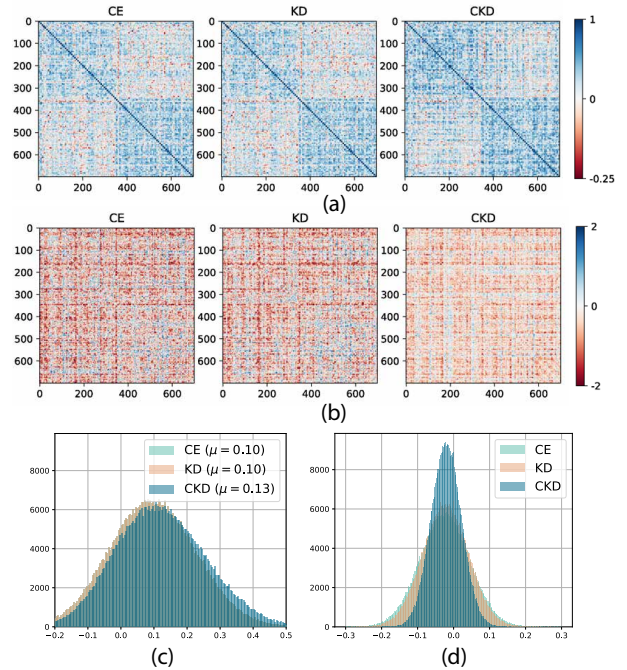 CE KD CKD
0 100 200 300 400 500 600
0 200 400 600
0 200 400 600
0 200 400 600
1 0 -0.25
(a)
CE KD CKD
0 100 200 300 400 500 600
0 200 400 600
0 200 400 600
0 200 400 600
2 0 -2
(b)
CE (μ = 0.10)
KD (μ = 0.10)
CKD (μ = 0.13)
8000 6000 4000 2000 0
−0.2 −0.1 0.0 0.1 0.2 0.3 0.4 0.5
(c)
CE
KD
CKD
8000 6000 4000 2000 0
−0.3 −0.2 −0.1 0.0 0.1 0.2 0.3
(d)